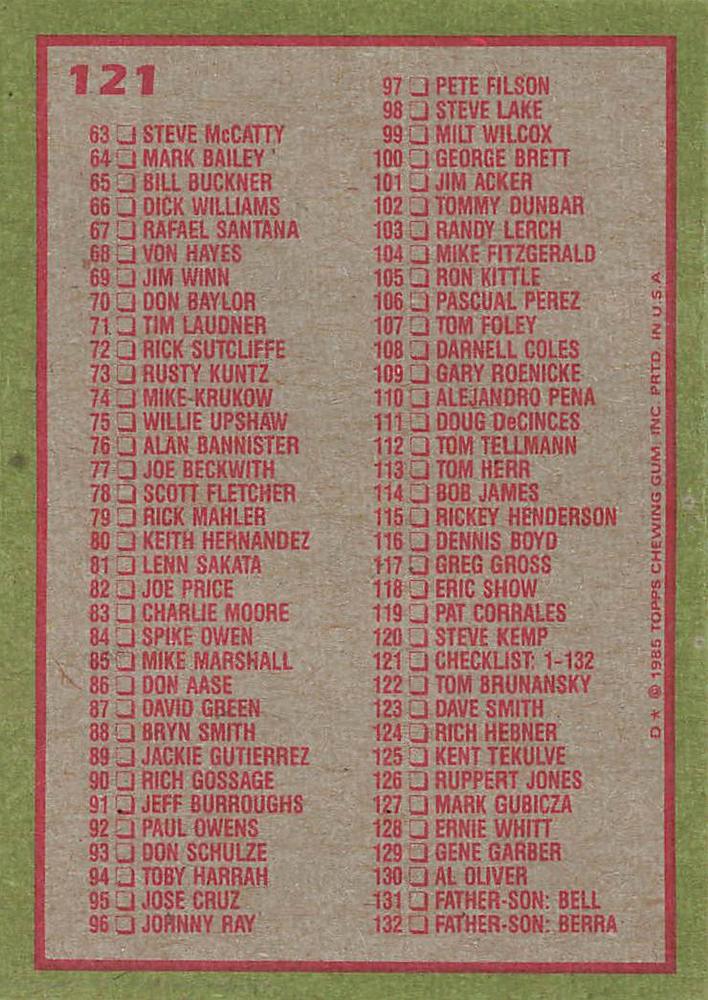 121
63 STEVE McCATTY
64 MARK BAILEY
65 BILL BUCKNER
66 DICK WILLIAMS
67 RAFAEL SANTANA
68 VON HAYES
69 JIM WINN
70 DON BAYLOR
71 TIM LAUDNER
72 RICK SUTCLIFFE
73 RUSTY KUNTZ
74 MIKE KRUKOW
75 WILLIE UPSHAW
76 ALAN BANNISTER
77 JOE BECKWITH
78 SCOTT FLETCHER
79 RICK MAHLER
80 KEITH HERNANDEZ
81 LENN SAKATA
82 JOE PRICE
83 CHARLIE MOORE
84 SPIKE OWEN
85 MIKE MARSHALL
86 DON AASE
87 DAVID GREEN
88 BRYN SMITH
89 JACKIE GUTIERREZ
90 RICH GOSSAGE
91 JEFF BURROUGHS
92 PAUL OWENS
93 DON SCHULZE
94 TOBY HARRAH
95 JOSE CRUZ
96 JOHNNY RAY
97 PETE FILSON
98 STEVE LAKE
99 MILT WILCOX
100 GEORGE BRETT
101 JIM ACKER
102 TOMMY DUNBAR
103 RANDY LERCH
104 MIKE FITZGERALD
105 RON KITTLE
106 PASCUAL PEREZ
107 TOM FOLEY
108 DARNELL COLES
109 GARY ROENICKE
110 ALEJANDRO PENA
111 DOUG DeCINCES
112 TOM TELLMANN
113 TOM HERR
114 BOB JAMES
115 RICKEY HENDERSON
116 DENNIS BOYD
117 GREG GROSS
118 ERIC SHOW
119 PAT CORRALES
120 STEVE KEMP
121 CHECKLIST: 1-132
122 TOM BRUNANSKY
123 DAVE SMITH
124 RICH HEBNER
125 KENT TEKULVE
126 RUPPERT JONES
127 MARK GUBICZA
128 ERNIE WHITT
129 GENE GARBER
130 AL OLIVER
131 FATHER-SON: BELL
132 FATHER-SON: BERRA
D* © 1985 TOPPS CHEWING GUM, INC. PRTD. IN U.S.A.